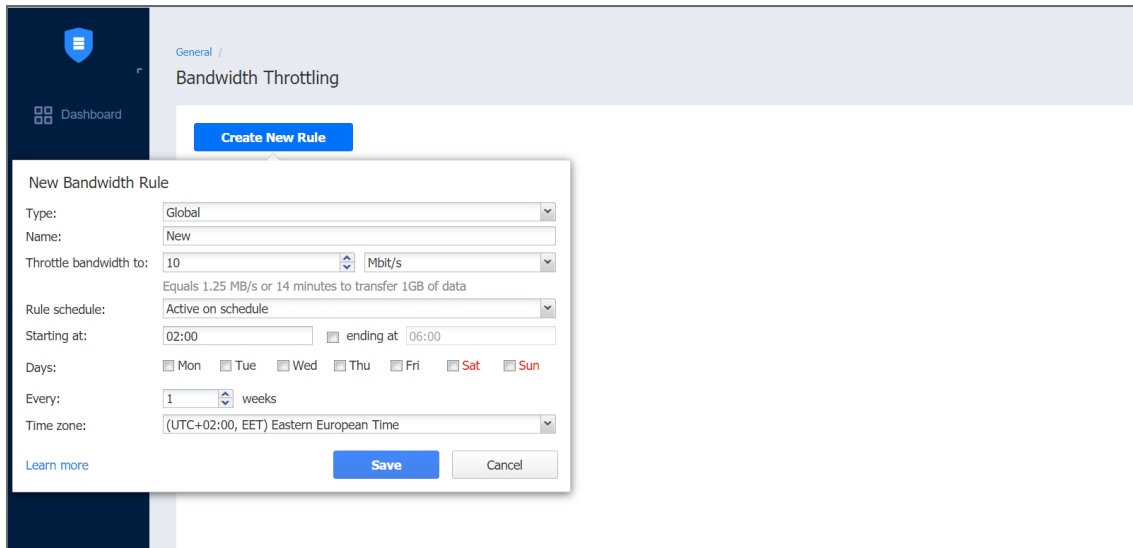 General /
Bandwidth Throttling
Dashboard
Create New Rule
New Bandwidth Rule
Type: Global
Name: New
Throttle bandwidth to: 10 Mbit/s
Equals 1.25 MB/s or 14 minutes to transfer 1GB of data
Rule schedule: Active on schedule
Starting at: 02:00 ending at 06:00
Days: Mon Tue Wed Thu Fri Sat Sun
Every: 1 weeks
Time zone: (UTC+02:00, EET) Eastern European Time
Learn more Save Cancel